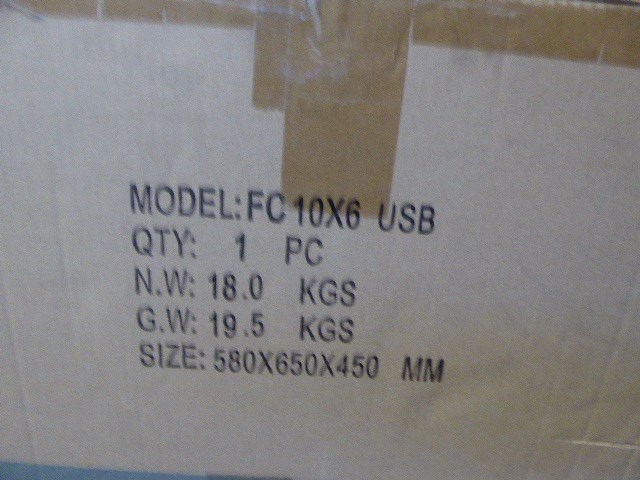 MODEL: FC 10X6 USB
QTY: 1 PC
N.W: 18.0 KGS
G.W: 19.5 KGS
SIZE: 580X650X450 MM